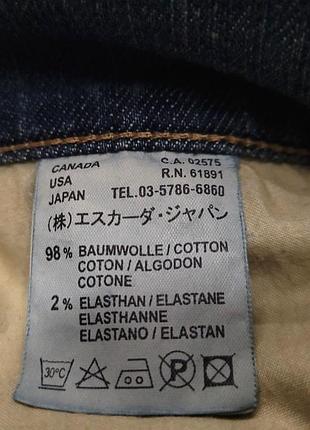 CANADA C.A. 02575
USA R.N. 61891
JAPAN TEL.03-5786-6860
(株)エスカーダ・ジャパン
98% BAUMWOLLE / COTTON
COTON / ALGODON
COTONE
2% ELASTHAN / ELASTANE
ELASTHANNE
ELASTANO / ELASTAN
30°C P